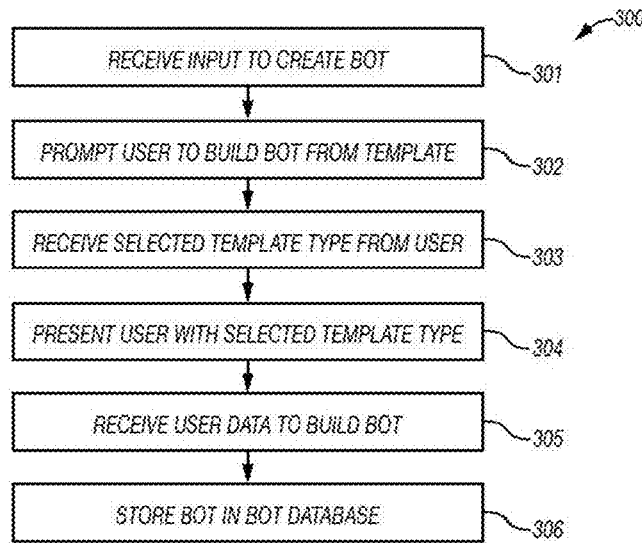 300
RECEIVE INPUT TO CREATE BOT
301
PROMPT USER TO BUILD BOT FROM TEMPLATE
302
RECEIVE SELECTED TEMPLATE TYPE FROM USER
303
PRESENT USER WITH SELECTED TEMPLATE TYPE
304
RECEIVE USER DATA TO BUILD BOT
305
STORE BOT IN BOT DATABASE
306